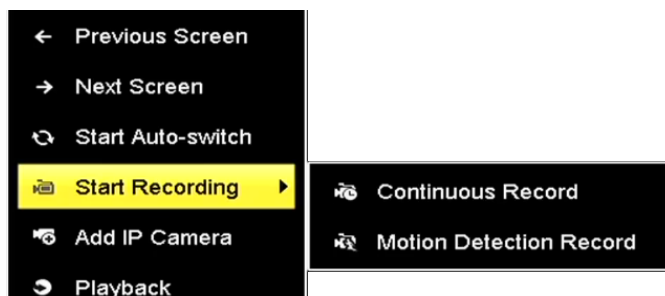 Previous Screen
Next Screen
Start Auto-switch
Start Recording
Continuous Record
Add IP Camera
Motion Detection Record
Playback